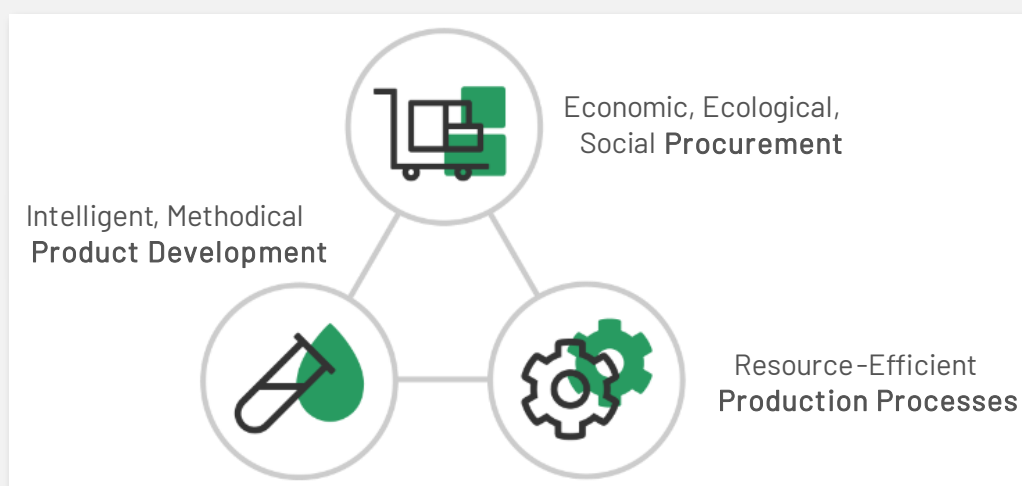 Economic, Ecological,
Social Procurement
Intelligent, Methodical
Product Development
Resource-Efficient
Production Processes